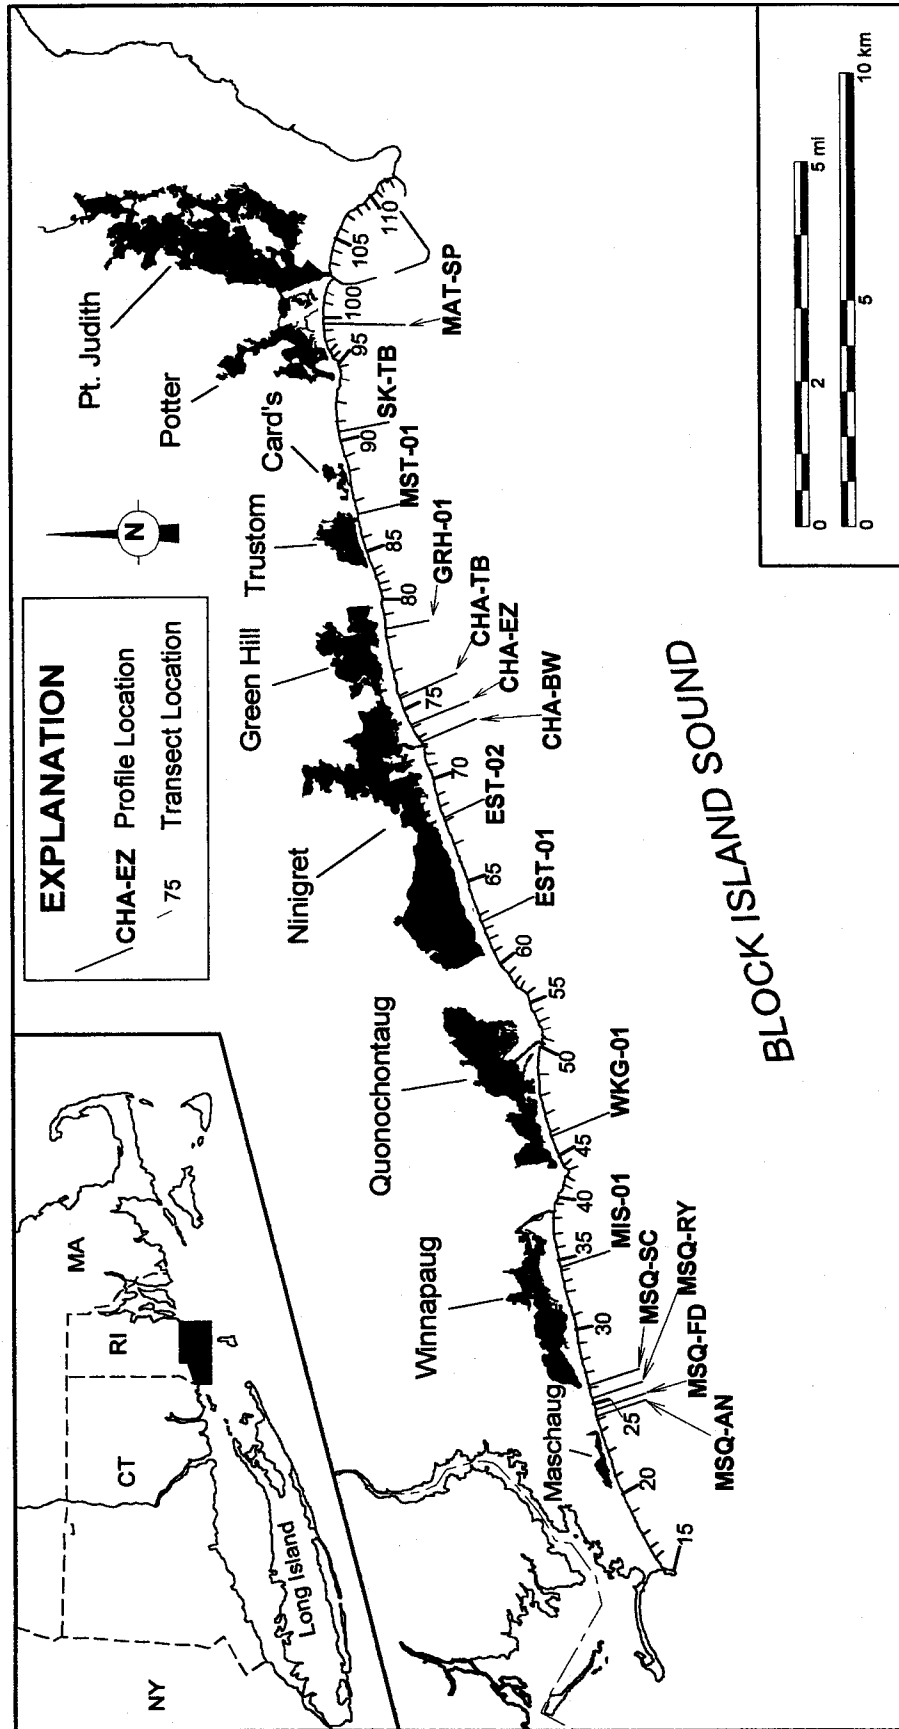 NY
CT
RI
MA
Long Island
EXPLANATION
CHA-EZ Profile Location
75 Transect Location
N
Maschaug
Winnapaug
Quonochontaug
Ninigret
Green Hill
Trustom
Card's
Potter
Pt. Judith
15
20
25
30
35
40
45
50
55
60
65
70
75
80
85
90
95
100
105
110
MSQ-AN
MSQ-FD
MSQ-RY
MSQ-SC
MIS-01
WKG-01
EST-01
EST-02
CHA-BW
CHA-EZ
CHA-TB
GRH-01
MST-01
SK-TB
MAT-SP
BLOCK ISLAND SOUND
0 2 5 mi
0 5 10 km